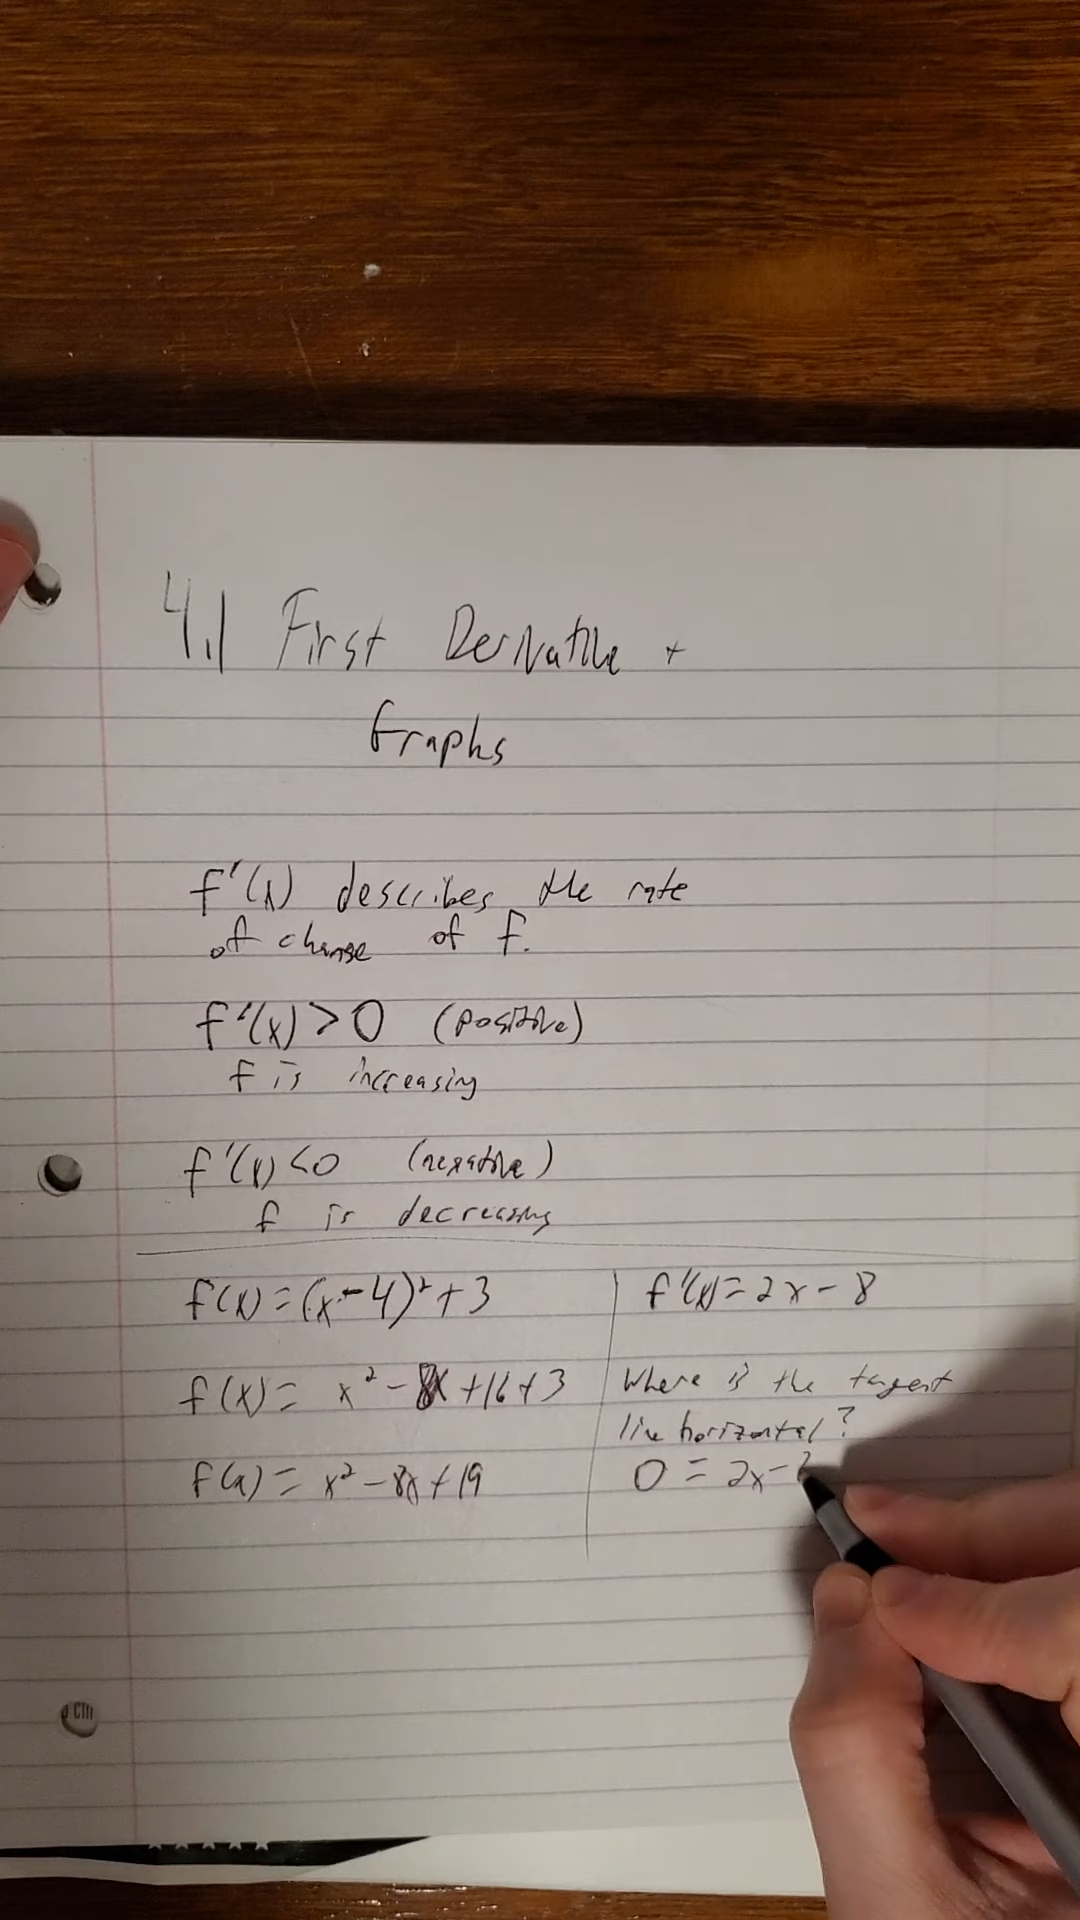 4.1 First Derivative +
Graphs
f'(x) describes the rate
of change of f.
f'(x) > 0 (positive)
f is increasing
f'(x) < 0 (negative)
f is decreasing
f(x) = (x - 4)² + 3
f(x) = x² - 8x + 16 + 3
f(x) = x² - 8x + 19
f'(x) = 2x - 8
Where is the tangent
line horizontal?
0 = 2x -